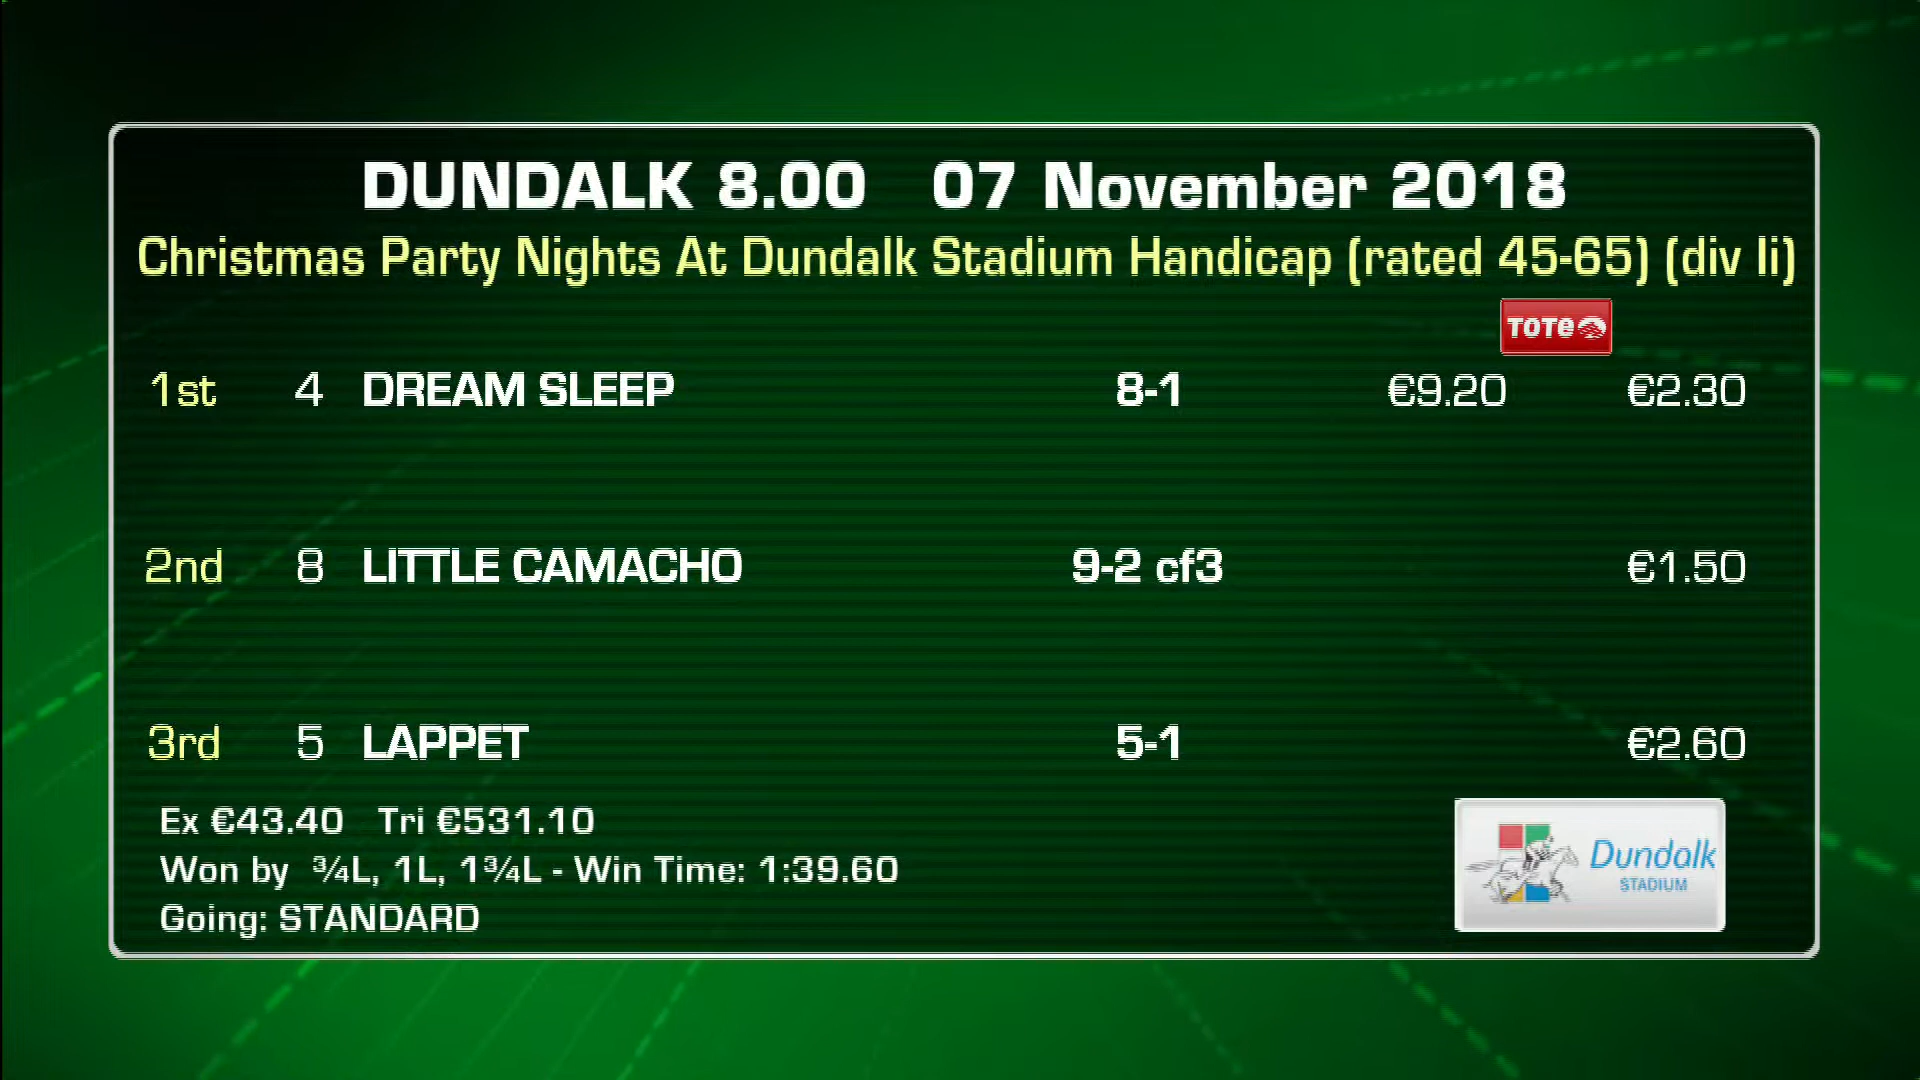 DUNDALK 8.00 07 November 2018
Christmas Party Nights At Dundalk Stadium Handicap (rated 45-65) (div Ii)
TOTE
1st 4 DREAM SLEEP 8-1 €9.20 €2.30
2nd 8 LITTLE CAMACHO 9-2 cf3 €1.50
3rd 5 LAPPET 5-1 €2.60
Ex €43.40 Tri €531.10
Won by ¾L, 1L, 1¾L - Win Time: 1:39.60
Going: STANDARD
Dundalk
STADIUM